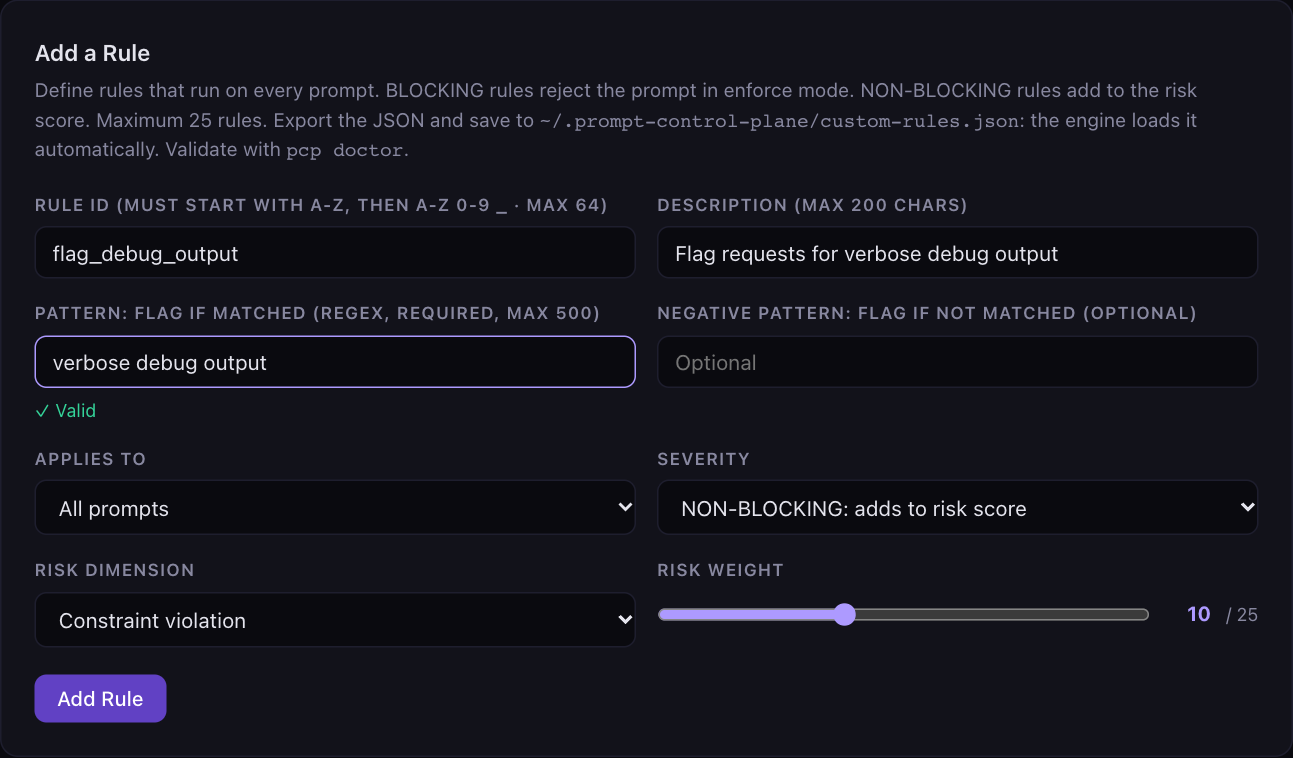 Add a Rule
Define rules that run on every prompt. BLOCKING rules reject the prompt in enforce mode. NON-BLOCKING rules add to the risk
score. Maximum 25 rules. Export the JSON and save to ~/.prompt-control-plane/custom-rules.json: the engine loads it
automatically. Validate with pcp doctor.
RULE ID (MUST START WITH A-Z, THEN A-Z 0-9 _ · MAX 64)
flag_debug_output
DESCRIPTION (MAX 200 CHARS)
Flag requests for verbose debug output
PATTERN: FLAG IF MATCHED (REGEX, REQUIRED, MAX 500)
verbose debug output
✓ Valid
NEGATIVE PATTERN: FLAG IF NOT MATCHED (OPTIONAL)
Optional
APPLIES TO
All prompts
SEVERITY
NON-BLOCKING: adds to risk score
RISK DIMENSION
Constraint violation
RISK WEIGHT
10 / 25
Add Rule